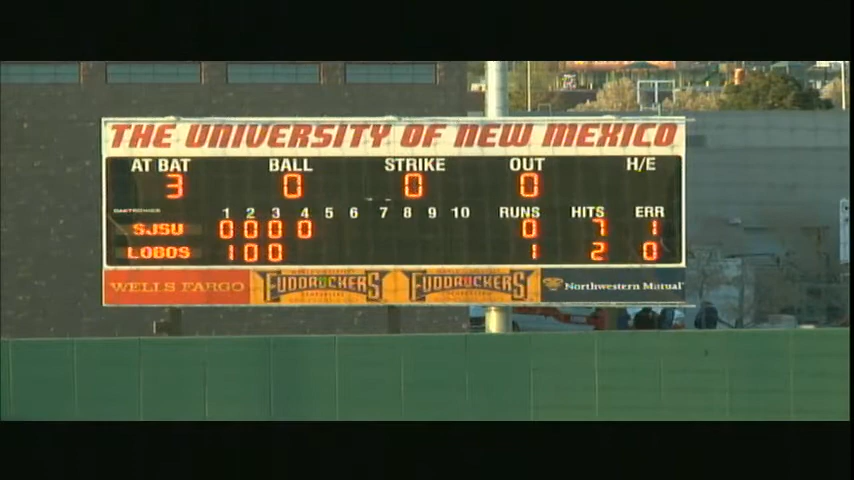 THE UNIVERSITY OF NEW MEXICO
AT BAT BALL STRIKE OUT H/E
3 0 0 0
DAKTRONICS 1 2 3 4 5 6 7 8 9 10 RUNS HITS ERR
SJSU 0 0 0 0 0 7 1
LOBOS 1 0 0 1 2 0
WELLS FARGO FUDDRUCKERS FUDDRUCKERS Northwestern Mutual